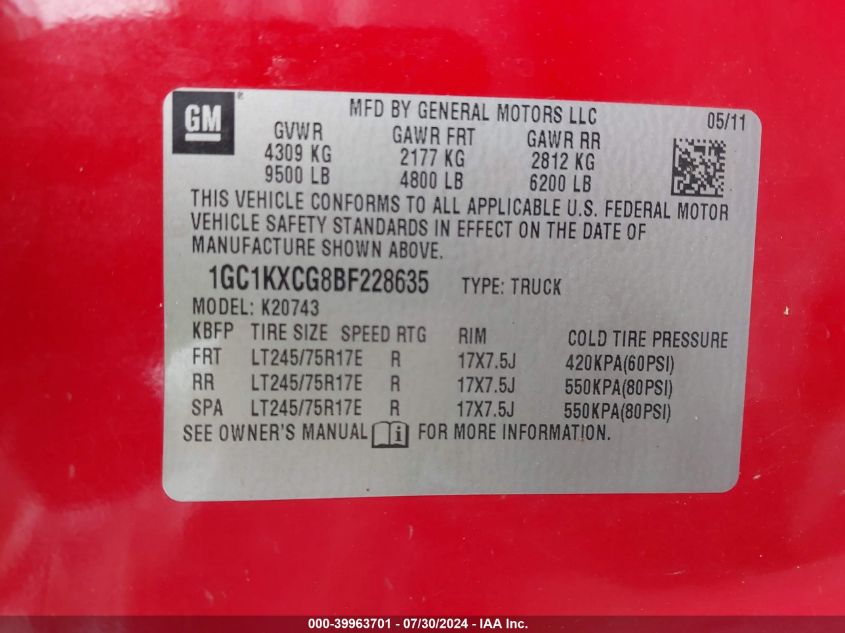 GM
MFD BY GENERAL MOTORS LLC
05/11
GVWR GAWR FRT GAWR RR
4309 KG 2177 KG 2812 KG
9500 LB 4800 LB 6200 LB
THIS VEHICLE CONFORMS TO ALL APPLICABLE U.S. FEDERAL MOTOR
VEHICLE SAFETY STANDARDS IN EFFECT ON THE DATE OF
MANUFACTURE SHOWN ABOVE.
1GC1KXCG8BF228635 TYPE: TRUCK
MODEL: K20743
KBFP TIRE SIZE SPEED RTG RIM COLD TIRE PRESSURE
FRT LT245/75R17E R 17X7.5J 420KPA(60PSI)
RR LT245/75R17E R 17X7.5J 550KPA(80PSI)
SPA LT245/75R17E R 17X7.5J 550KPA(80PSI)
SEE OWNER'S MANUAL FOR MORE INFORMATION.
000-39963701 / 07/30/2024 - IAA Inc.